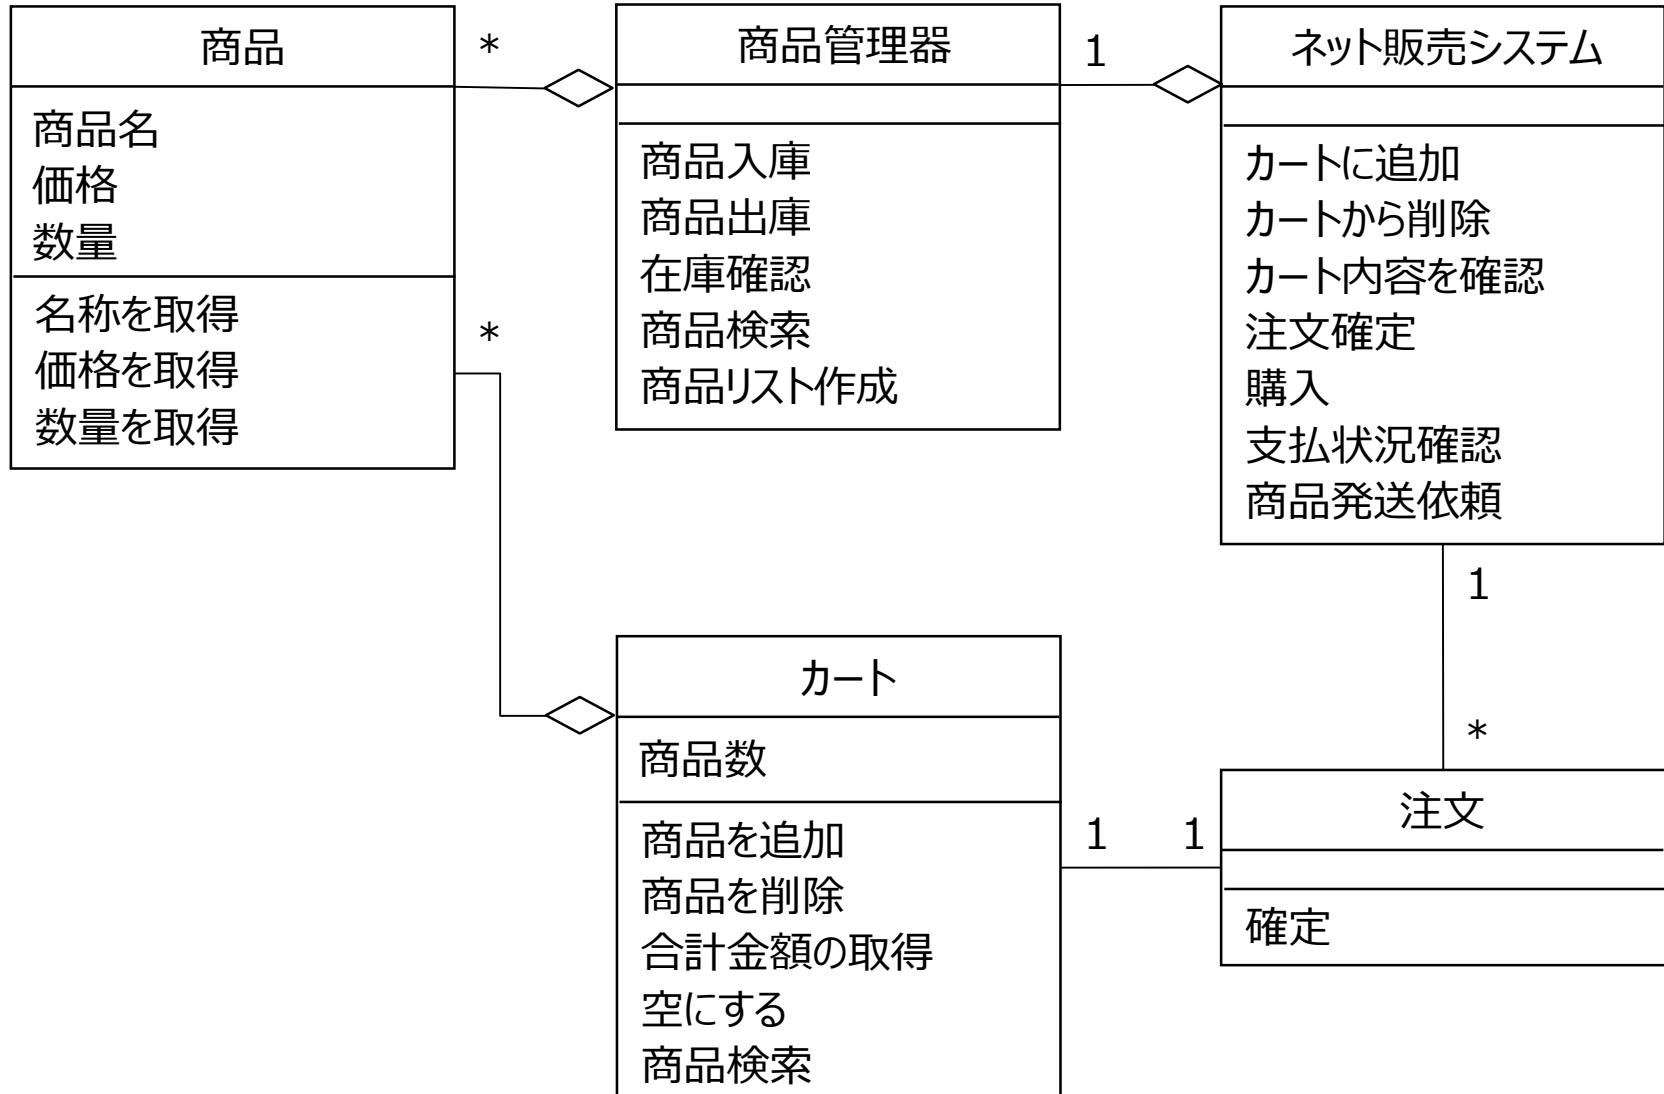 商品
商品名
価格
数量
名称を取得
価格を取得
数量を取得
*
*
商品管理器
商品入庫
商品出庫
在庫確認
商品検索
商品リスト作成
1
ネット販売システム
カートに追加
カートから削除
カート内容を確認
注文確定
購入
支払状況確認
商品発送依頼
1
*
カート
商品数
商品を追加
商品を削除
合計金額の取得
空にする
商品検索
1
1
注文
確定